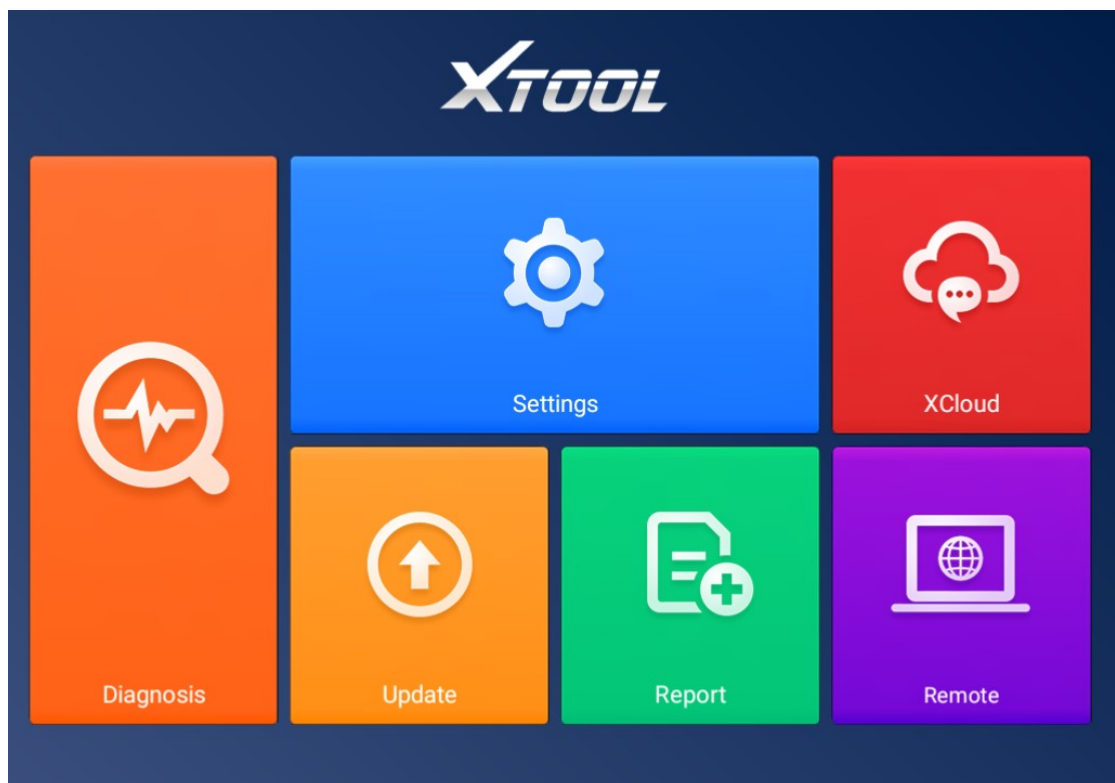 XTOOL
Settings
XCloud
Diagnosis
Update
Report
Remote